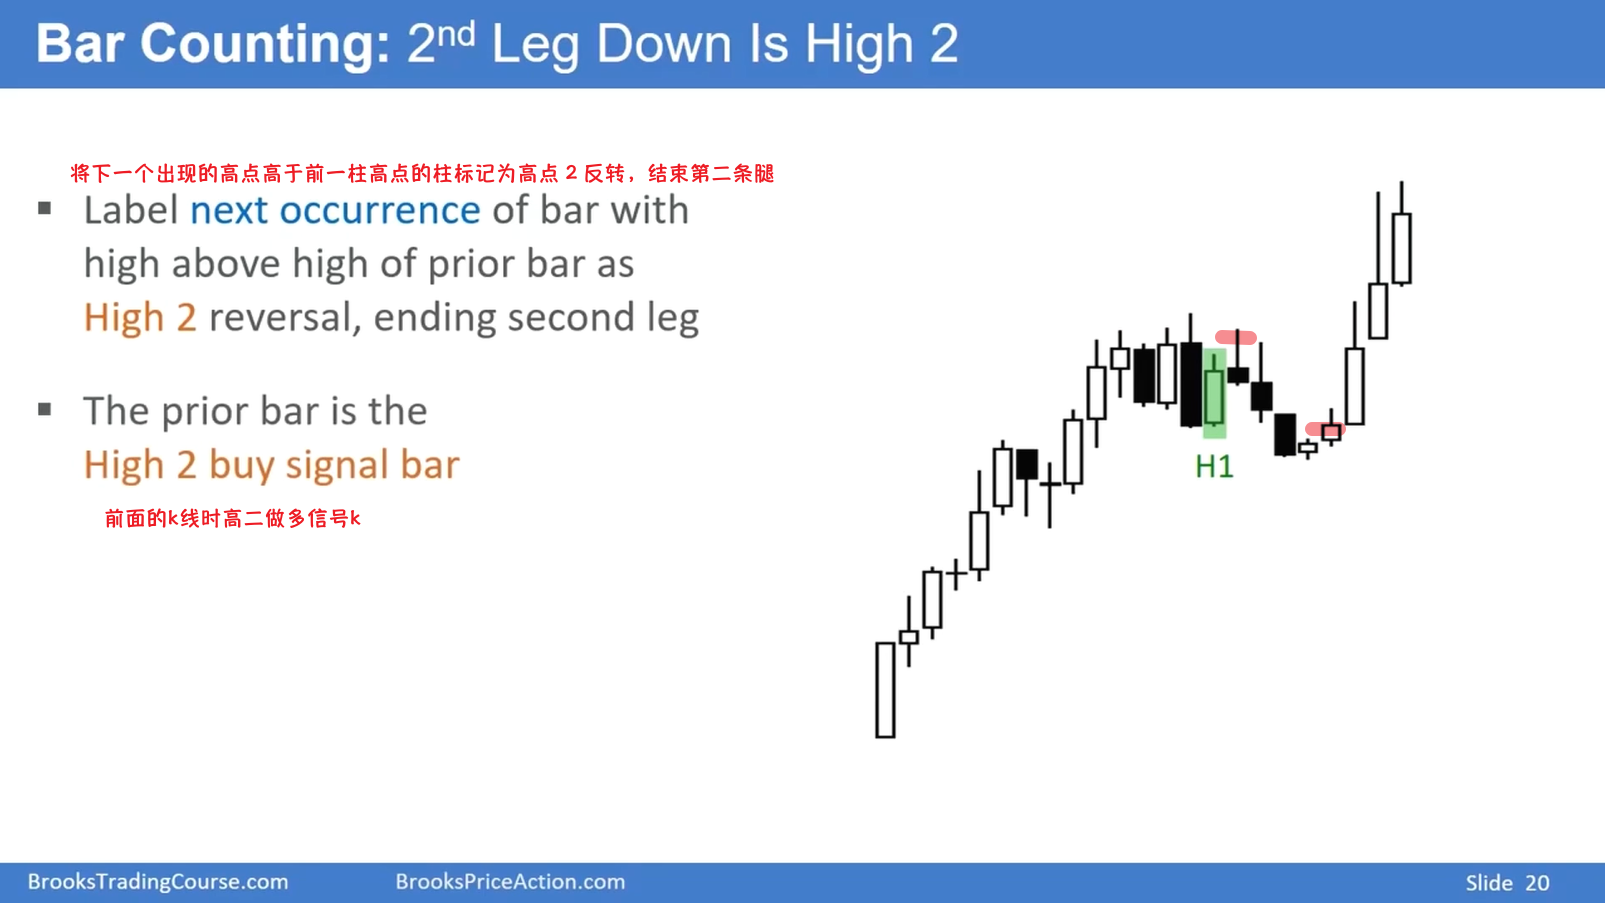 Bar Counting: 2nd Leg Down Is High 2
将下一个出现的高点高于前一柱高点的柱标记为高点 2 反转，结束第二条腿
▪ Label next occurrence of bar with
high above high of prior bar as
High 2 reversal, ending second leg
▪ The prior bar is the
High 2 buy signal bar
前面的k线时高二做多信号k
H1
BrooksTradingCourse.com
BrooksPriceAction.com
Slide 20